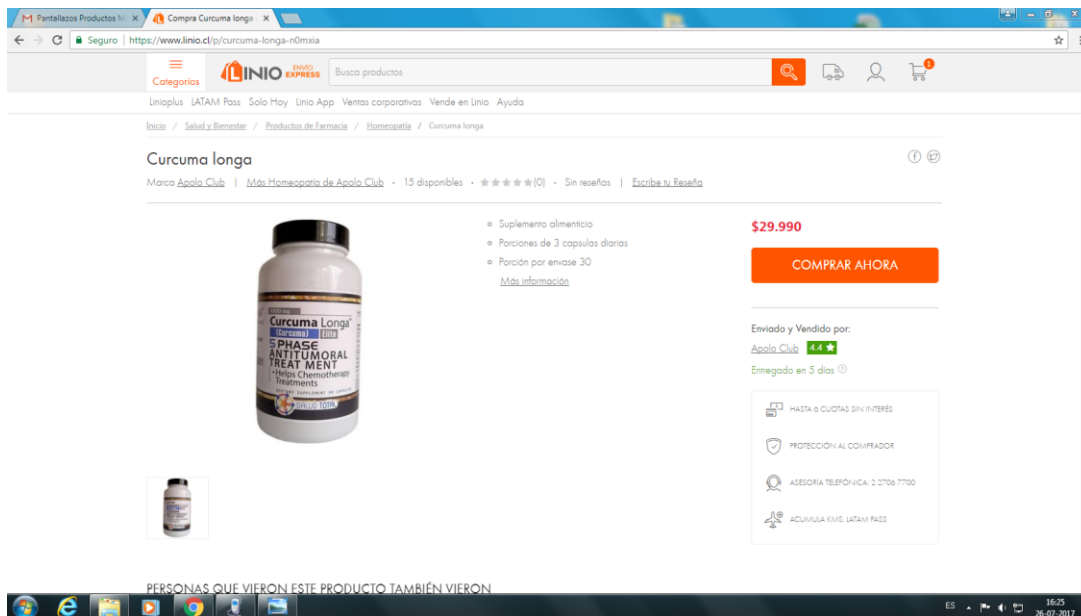 Pantallazos Productos M
Compra Curcuma longa
Seguro | https://www.linio.cl/p/curcuma-longa-n0mxia
Categorías
LINIO ENVÍO EXPRESS
Busca productos
1
Linioplus LATAM Pass Solo Hoy Linio App Ventas corporativas Vende en Linio Ayuda
Inicio / Salud y Bienestar / Productos de Farmacia / Homeopatía / Curcuma longa
Curcuma longa
Marca Apolo Club | Más Homeopatía de Apolo Club - 15 disponibles - (0) - Sin reseñas | Escribe tu Reseña
Suplemento alimenticio
Porciones de 3 capsulas diarias
Porción por envase 30
Más información
Curcuma Longa
(Curcuma) Elite
5 PHASE
ANTITUMORAL
TREAT MENT
•Helps Chemotherapy
Treatments
SALUD TOTAL
$29.990
COMPRAR AHORA
Enviado y Vendido por:
Apolo Club 4.4
Entregado en 5 días
HASTA 6 CUOTAS SIN INTERÉS
PROTECCIÓN AL COMPRADOR
ASESORÍA TELEFÓNICA: 2 2706 7700
ACUMULA KMS. LATAM PASS
PERSONAS QUE VIERON ESTE PRODUCTO TAMBIÉN VIERON
ES
16:25
26-07-2017